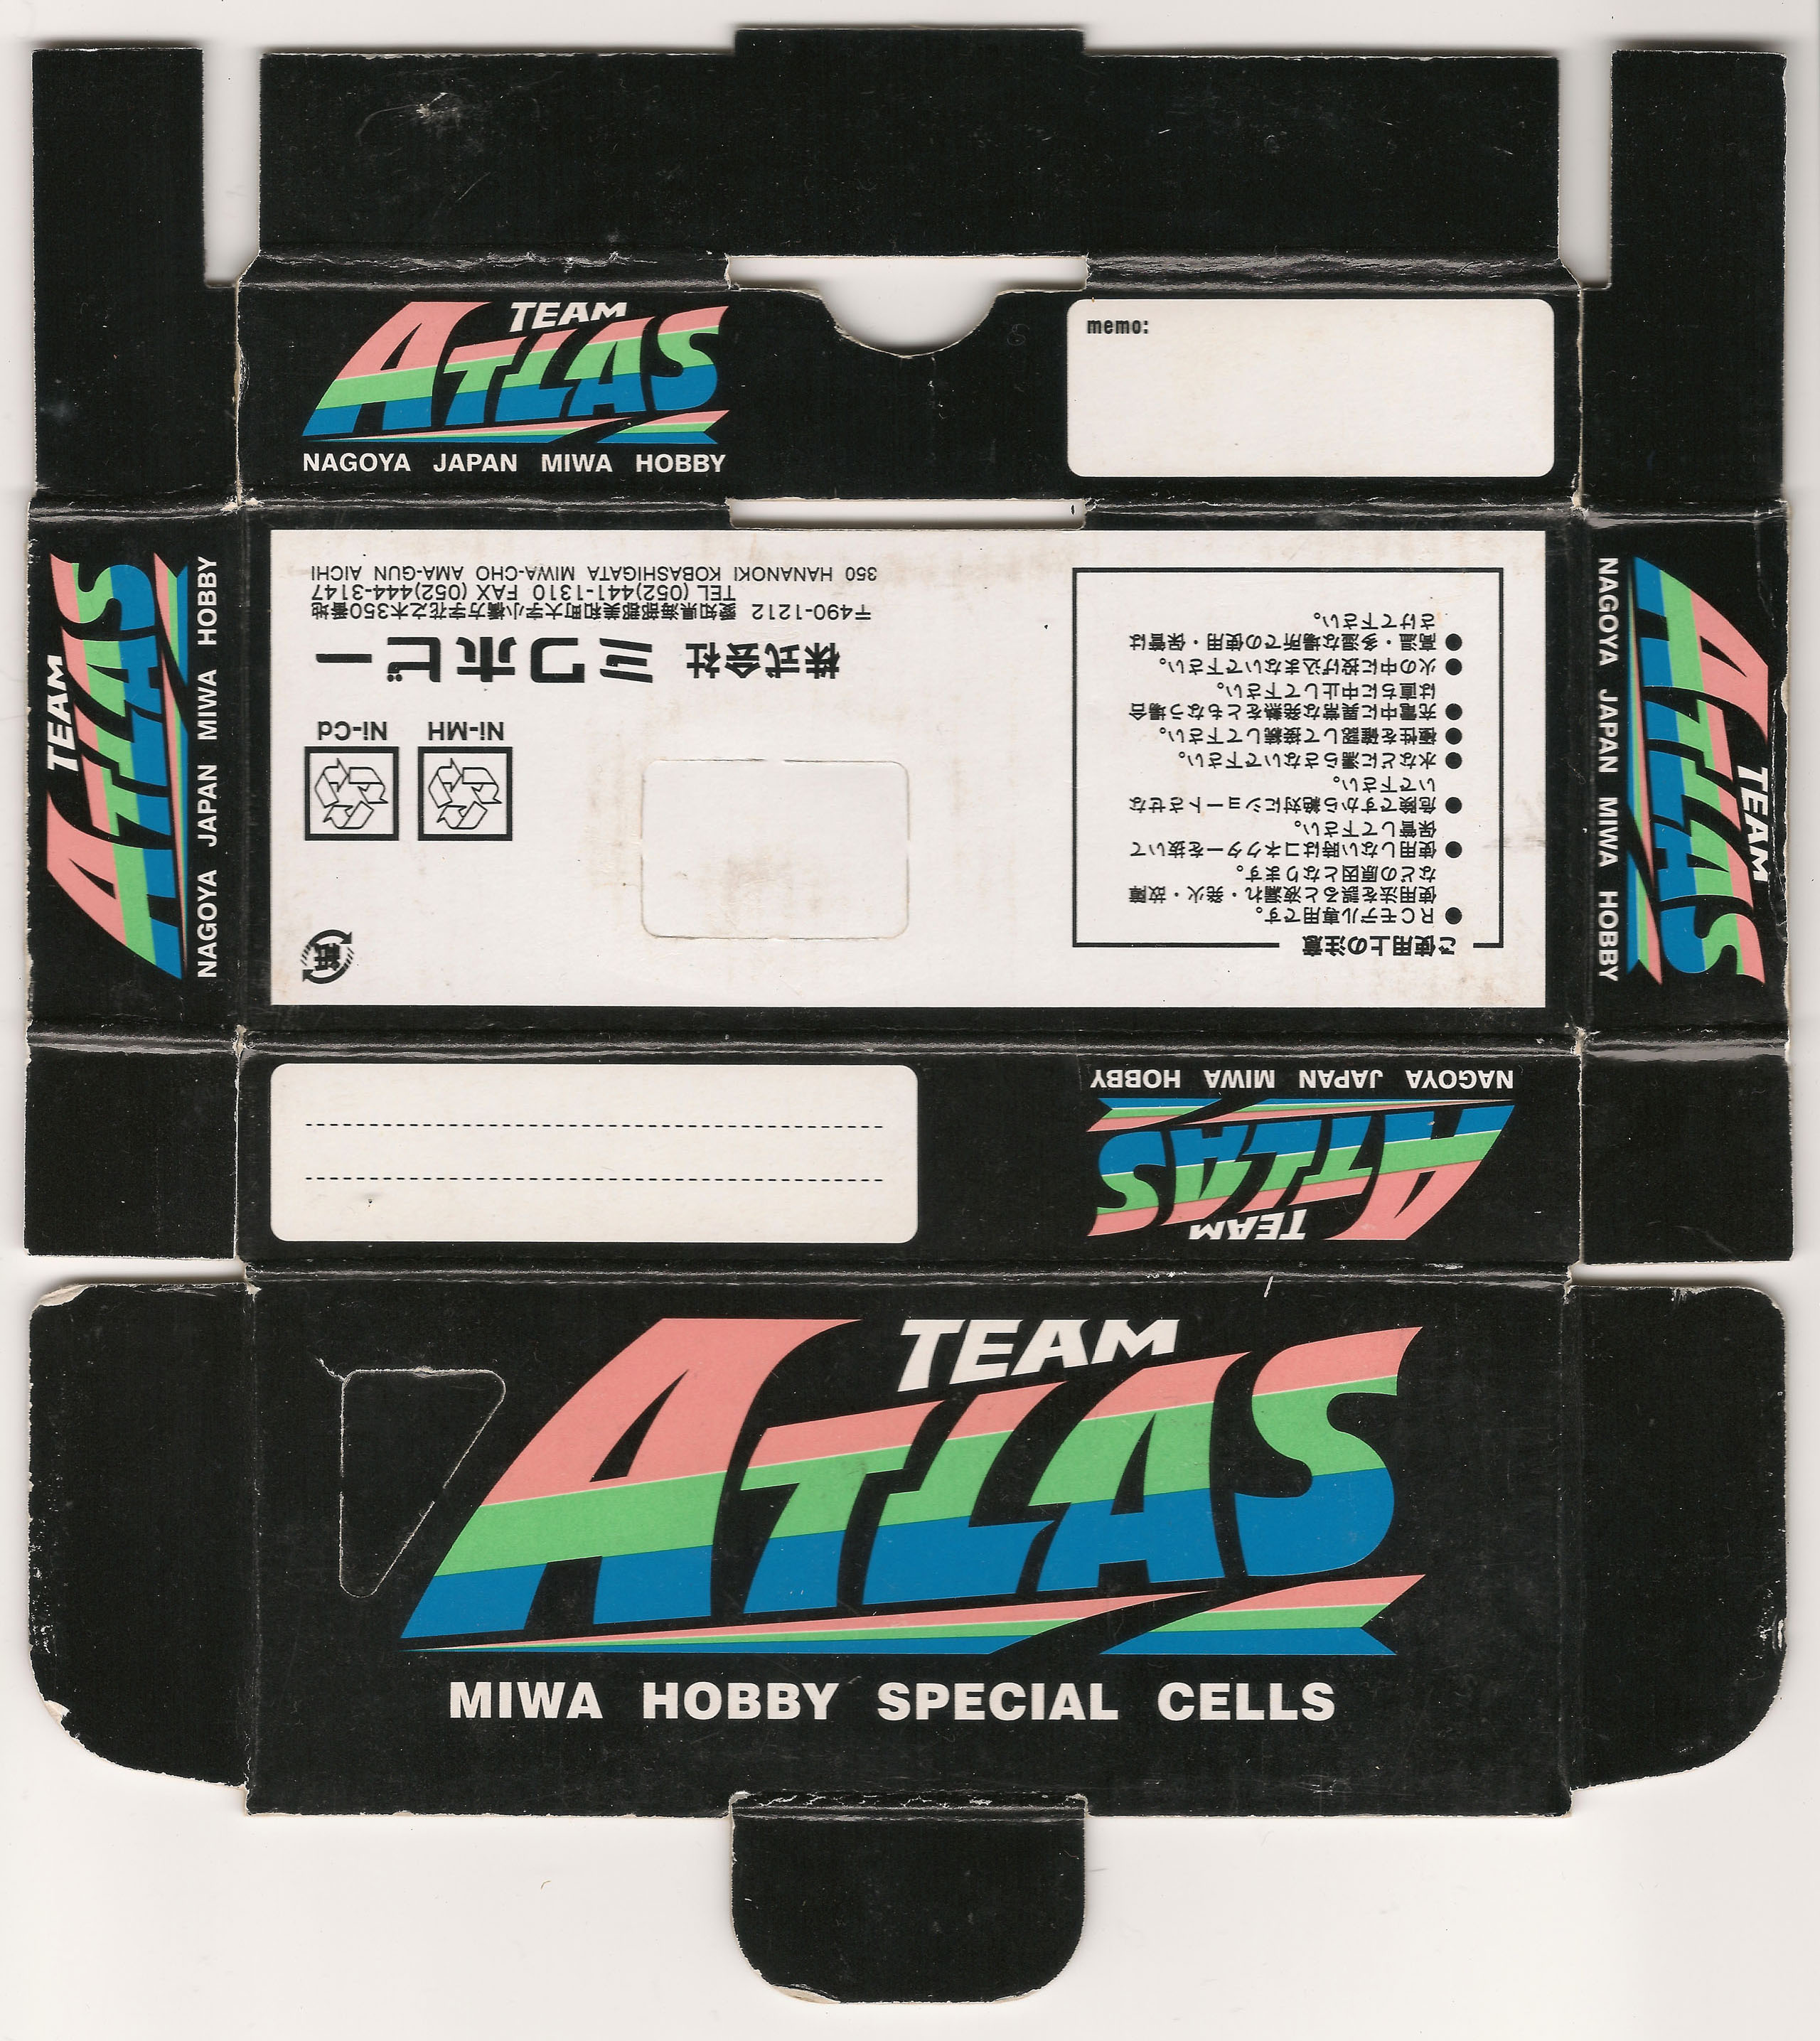 TEAM
ATLAS
NAGOYA JAPAN MIWA HOBBY
memo:
TEAM
ATLAS
NAGOYA JAPAN MIWA HOBBY
ご使用上の注意
●RCモデル専用です。
使用法を誤ると液漏れ・発火・故障
などの原因となります。
●使用しない時はコネクターを抜いて
保管して下さい。
●危険ですから絶対にショートさせな
いで下さい。
●水などに濡らさないで下さい。
●極性を確認して接続して下さい。
●充電中に異常な発熱をともなう場合
は直ちに中止して下さい。
●火の中に投げ込まないで下さい。
●高温・多湿な場所での使用・保管は
さけて下さい。
紙
Ni-MH
Ni-Cd
株式会社 ミワホビー
〒490-1212 愛知県海部郡美和町大字小橋方字花之木350番地
TEL (052)441-1310 FAX (052)444-3147
350 HANANOKI KOBASHIGATA MIWA-CHO AMA-GUN AICHI
TEAM
ATLAS
NAGOYA JAPAN MIWA HOBBY
TEAM
ATLAS
NAGOYA JAPAN MIWA HOBBY
TEAM
ATLAS
MIWA HOBBY SPECIAL CELLS